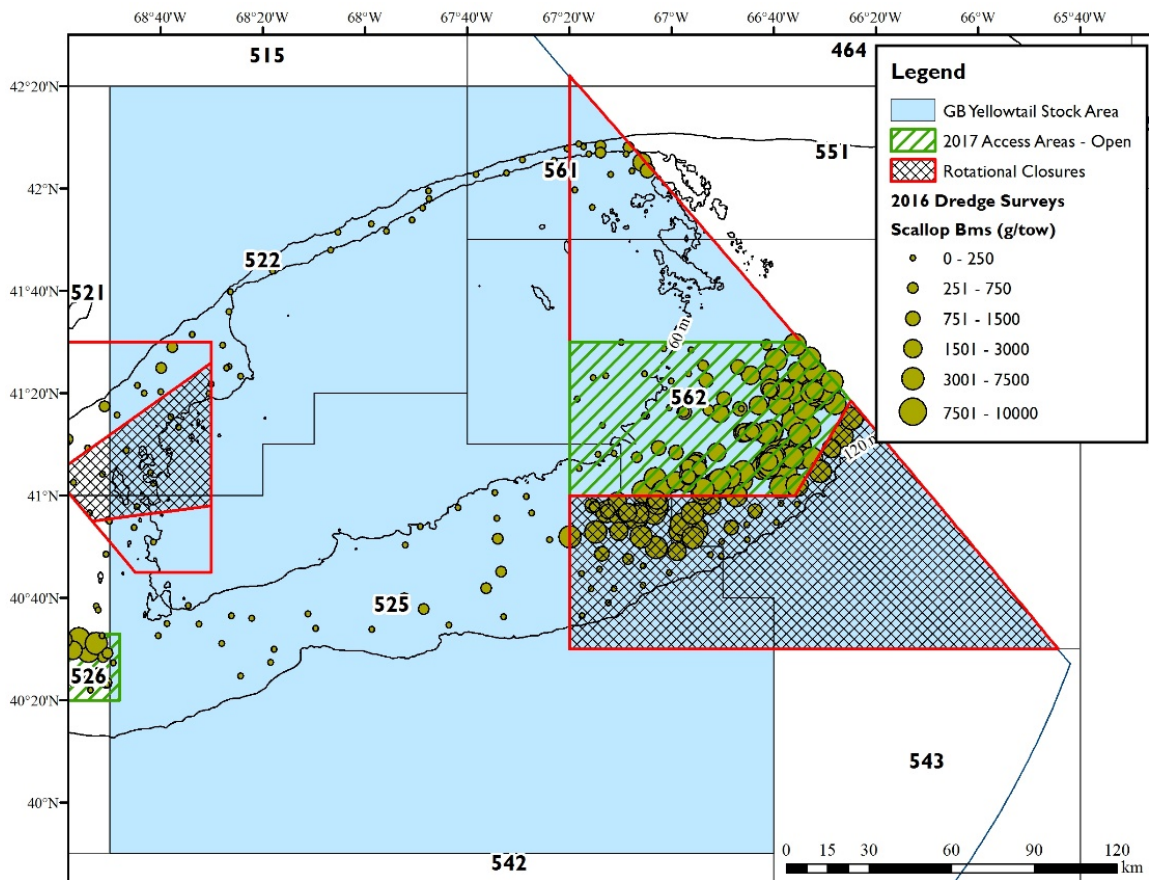 68°40'W 68°20'W 68°W 67°40'W 67°20'W 67°W 66°40'W 66°20'W 66°W 65°40'W
515
464
42°20'N
551
561
42°N
522
521
41°40'N
60 m
562
41°20'N
120 m
41°N
40°40'N
525
526
40°20'N
543
40°N
542
Legend
GB Yellowtail Stock Area
2017 Access Areas - Open
Rotational Closures
2016 Dredge Surveys
Scallop Bms (g/tow)
0 - 250
251 - 750
751 - 1500
1501 - 3000
3001 - 7500
7501 - 10000
0 15 30 60 90 120
km